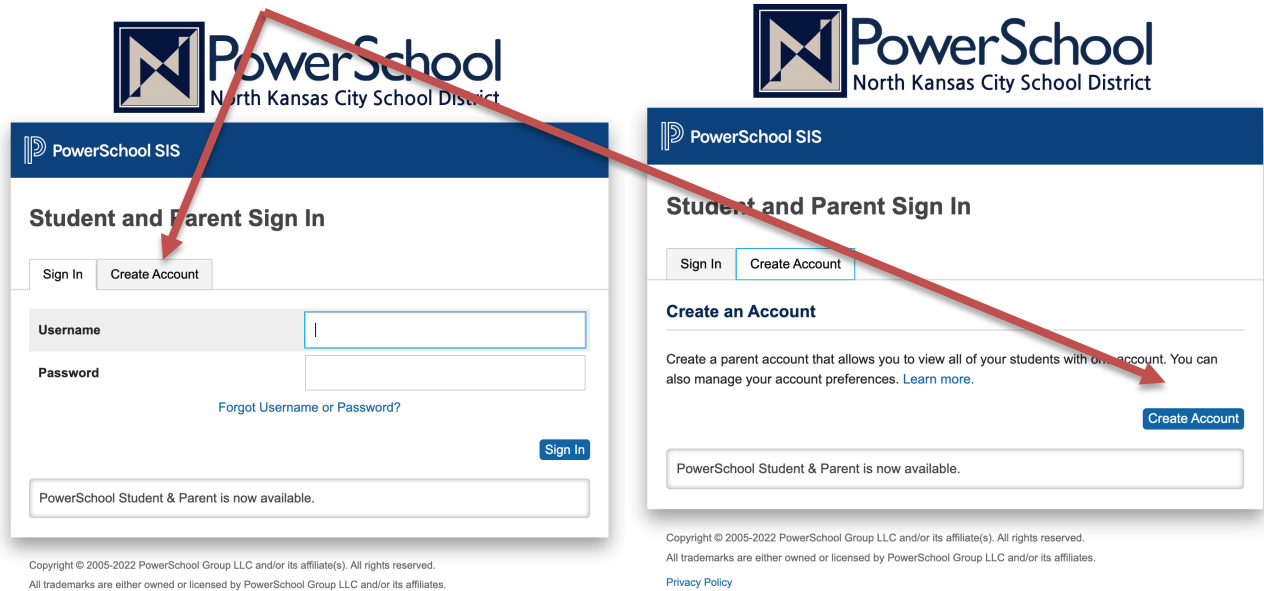 PowerSchool
North Kansas City School District
PowerSchool SIS
Student and Parent Sign In
Sign In
Create Account
Username
Password
Forgot Username or Password?
Sign In
PowerSchool Student & Parent is now available.
Copyright © 2005-2022 PowerSchool Group LLC and/or its affiliate(s). All rights reserved.
All trademarks are either owned or licensed by PowerSchool Group LLC and/or its affiliates.
PowerSchool
North Kansas City School District
PowerSchool SIS
Student and Parent Sign In
Sign In
Create Account
Create an Account
Create a parent account that allows you to view all of your students with one account. You can
also manage your account preferences. Learn more.
Create Account
PowerSchool Student & Parent is now available.
Copyright © 2005-2022 PowerSchool Group LLC and/or its affiliate(s). All rights reserved.
All trademarks are either owned or licensed by PowerSchool Group LLC and/or its affiliates.
Privacy Policy